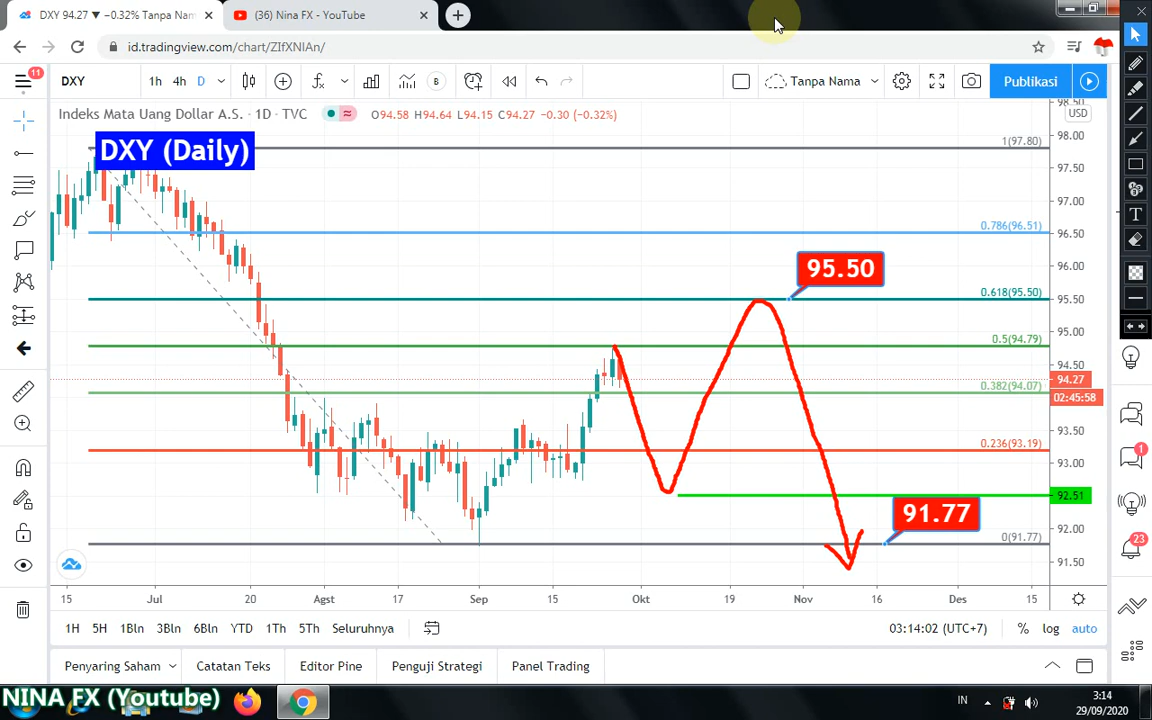 DXY 94.27 ▼ −0.32% Tanpa Nam
(36) Nina FX - YouTube
id.tradingview.com/chart/ZIfXNIAn/
11
DXY
1h 4h D
B
Tanpa Nama
Publikasi
Indeks Mata Uang Dollar A.S. · 1D · TVC
O94.58 H94.64 L94.15 C94.27 −0.30 (−0.32%)
USD
DXY (Daily)
98.50
98.00
97.50
97.00
96.50
96.00
95.50
95.00
94.50
94.27
02:45:58
93.50
93.00
92.51
92.00
91.50
1(97.80)
0.786(96.51)
95.50
0.618(95.50)
0.5(94.79)
0.382(94.07)
0.236(93.19)
91.77
0(91.77)
T
1
23
15 Jul 20 Agst 17 Sep 15 Okt 19 Nov 16 Des 15
1H 5H 1Bln 3Bln 6Bln YTD 1Th 5Th Seluruhnya
03:14:02 (UTC+7) % log auto
Penyaring Saham Catatan Teks Editor Pine Penguji Strategi Panel Trading
NINA FX (Youtube)
IN
3:14
29/09/2020